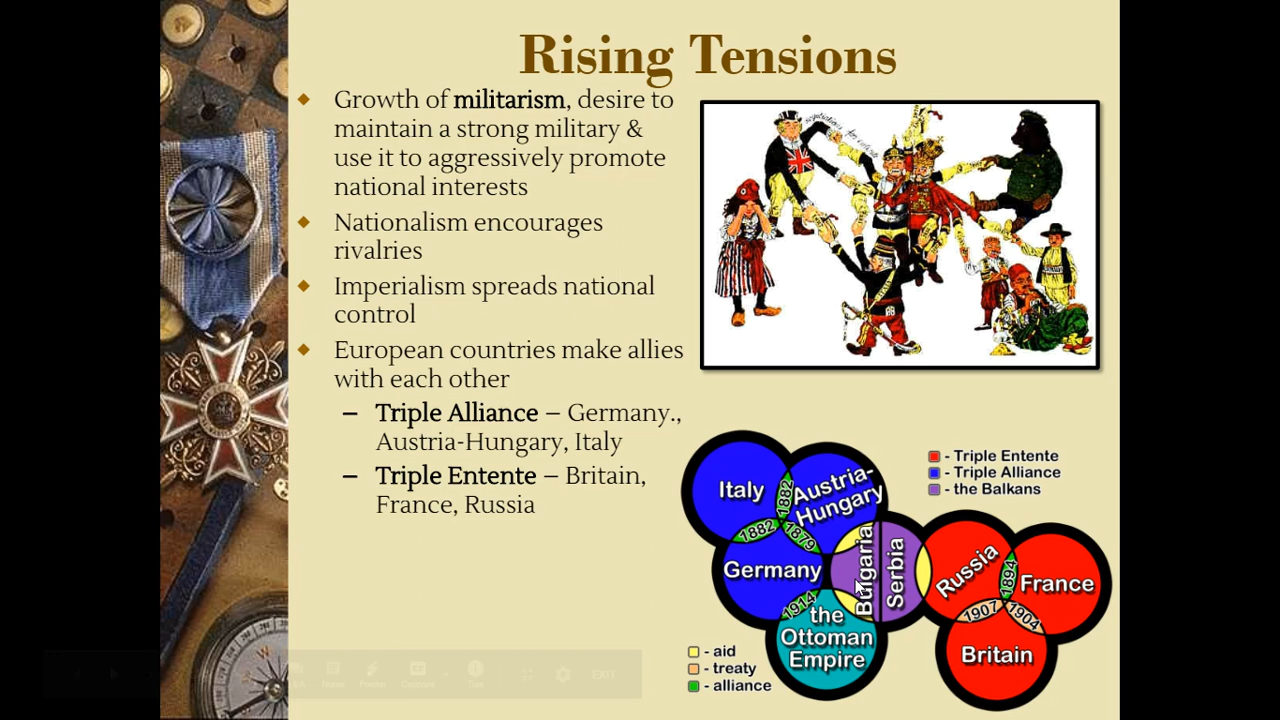 Rising Tensions
Growth of militarism, desire to
maintain a strong military &
use it to aggressively promote
national interests
Nationalism encourages
rivalries
Imperialism spreads national
control
European countries make allies
with each other
– Triple Alliance – Germany.,
Austria-Hungary, Italy
– Triple Entente – Britain,
France, Russia
- Triple Entente
- Triple Alliance
- the Balkans
Italy
Austria-
Hungary
1882
1882
1879
Germany
Bulgaria
Serbia
Russia
1894
France
1907
1904
Britain
1914
the
Ottoman
Empire
- aid
- treaty
- alliance
EXIT